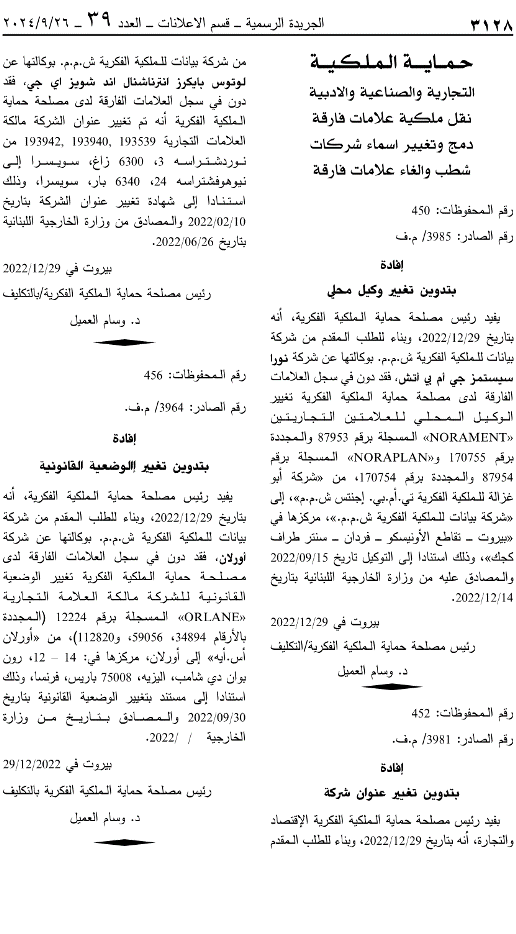 ٣١٢٨
الجريدة الرسمية – قسم الاعلانات – العدد ٣٩ – ٢٠٢٤/٩/٢٦
حماية الملكية
التجارية والصناعية والادبية
نقل ملكية علامات فارقة
دمج وتغيير اسماء شركات
شطب والغاء علامات فارقة
رقم المحفوظات: 450
رقم الصادر: 3985/ م.ف
إفادة
بتدوين تغيير وكيل محلي
يفيد رئيس مصلحة حماية الملكية الفكرية، أنه
بتاريخ 2022/12/29، وبناء للطلب المقدم من شركة
بيانات للملكية الفكرية ش.م.م. بوكالتها عن شركة نورا
سيستمز جي أم بي اتش، فقد دون في سجل العلامات
الفارقة لدى مصلحة حماية الملكية الفكرية تغيير
الوكيل المحلي للعلامتين التجاريتين
«NORAMENT» المسجلة برقم 87953 والمجددة
برقم 170755 و«NORAPLAN» المسجلة برقم
87954 والمجددة برقم 170754، من «شركة أبو
غزالة للملكية الفكرية تي.أم.بي. إجنتس ش.م.م»، إلى
«شركة بيانات للملكية الفكرية ش.م.م.»، مركزها في
«بيروت – تقاطع الأونيسكو – فردان – سنتر طراف
كجك»، وذلك استنادا إلى التوكيل تاريخ 2022/09/15
والمصادق عليه من وزارة الخارجية اللبنانية بتاريخ
2022/12/14.
بيروت في 2022/12/29
رئيس مصلحة حماية الملكية الفكرية/التكليف
د. وسام العميل
رقم المحفوظات: 452
رقم الصادر: 3981/ م.ف.
إفادة
بتدوين تغيير عنوان شركة
يفيد رئيس مصلحة حماية الملكية الفكرية الإقتصاد
والتجارة، أنه بتاريخ 2022/12/29، وبناء للطلب المقدم
من شركة بيانات للملكية الفكرية ش.م.م. بوكالتها عن
لوتوس بايكرز انترناشنال اند شويز اي جي، فقد
دون في سجل العلامات الفارقة لدى مصلحة حماية
الملكية الفكرية أنه تم تغيير عنوان الشركة مالكة
العلامات التجارية 193539 ,193940 ,193942 من
نوردشتراسه 3، 6300 زاغ، سويسرا إلى
نيوهوفشتراسه 24، 6340 بار، سويسرا، وذلك
استنادا إلى شهادة تغيير عنوان الشركة بتاريخ
2022/02/10 والمصادق من وزارة الخارجية اللبنانية
بتاريخ 2022/06/26.
بيروت في 2022/12/29
رئيس مصلحة حماية الملكية الفكرية/بالتكليف
د. وسام العميل
رقم المحفوظات: 456
رقم الصادر: 3964/ م.ف.
إفادة
بتدوين تغيير إالوضعية القانونية
يفيد رئيس مصلحة حماية الملكية الفكرية، أنه
بتاريخ 2022/12/29، وبناء للطلب المقدم من شركة
بيانات للملكية الفكرية ش.م.م. بوكالتها عن شركة
أورلان، فقد دون في سجل العلامات الفارقة لدى
مصلحة حماية الملكية الفكرية تغيير الوضعية
القانونية للشركة مالكة العلامة التجارية
«ORLANE» المسجلة برقم 12224 (المجددة
بالأرقام 34894، 59056، و112820)، من «أورلان
أس.أيه» إلى أورلان، مركزها في: 14 – 12، رون
بوان دي شامب، اليزيه، 75008 باريس، فرنسا، وذلك
استنادا إلى مستند بتغيير الوضعية القانونية بتاريخ
2022/09/30 والمصادق بتاريخ من وزارة
الخارجية / /2022.
بيروت في 29/12/2022
رئيس مصلحة حماية الملكية الفكرية بالتكليف
د. وسام العميل